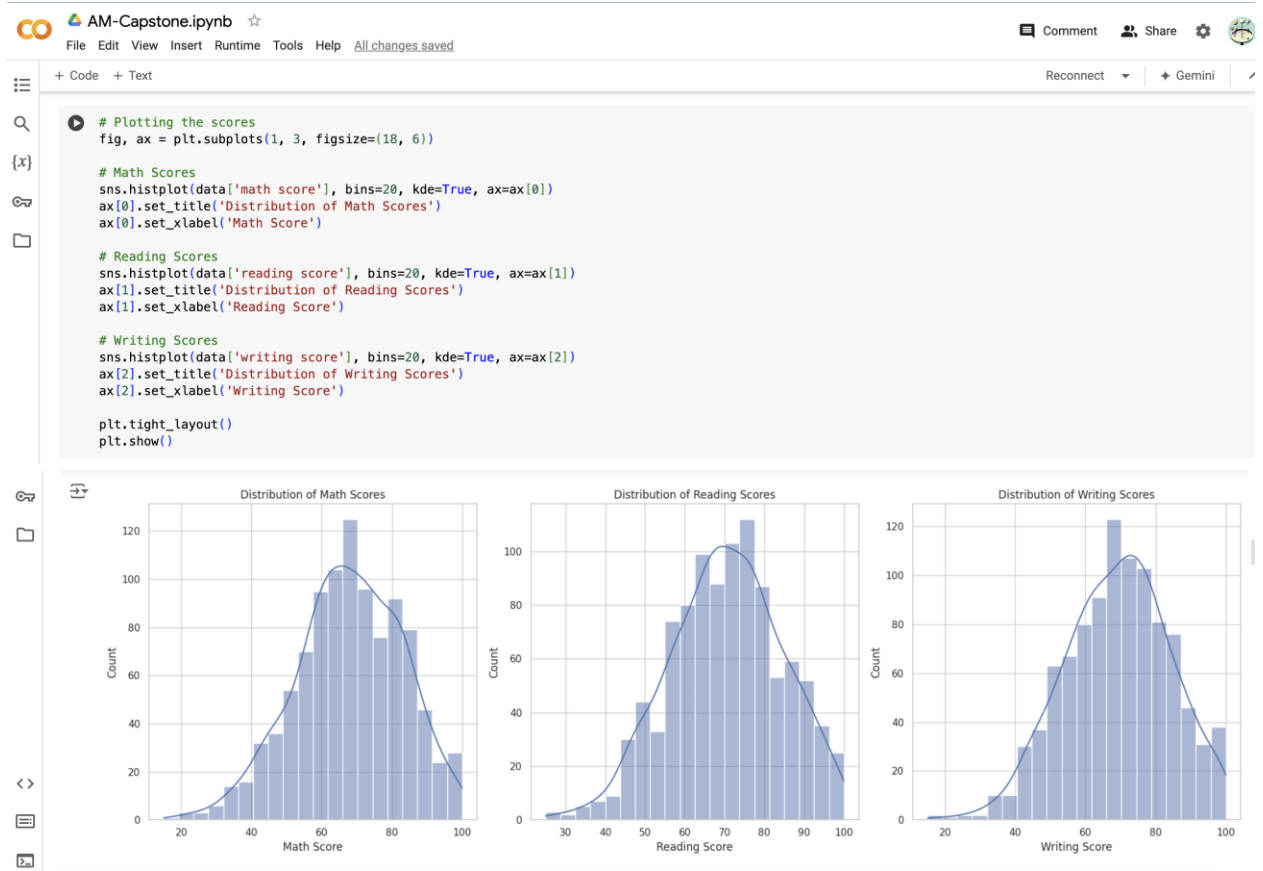 AM-Capstone.ipynb
File Edit View Insert Runtime Tools Help All changes saved
Comment Share
+ Code + Text
Reconnect Gemini
# Plotting the scores
fig, ax = plt.subplots(1, 3, figsize=(18, 6))
# Math Scores
sns.histplot(data['math score'], bins=20, kde=True, ax=ax[0])
ax[0].set_title('Distribution of Math Scores')
ax[0].set_xlabel('Math Score')
# Reading Scores
sns.histplot(data['reading score'], bins=20, kde=True, ax=ax[1])
ax[1].set_title('Distribution of Reading Scores')
ax[1].set_xlabel('Reading Score')
# Writing Scores
sns.histplot(data['writing score'], bins=20, kde=True, ax=ax[2])
ax[2].set_title('Distribution of Writing Scores')
ax[2].set_xlabel('Writing Score')
plt.tight_layout()
plt.show()
Distribution of Math Scores
120
100
80
60
40
20
0
Count
20 40 60 80 100
Math Score
Distribution of Reading Scores
100
80
60
40
20
0
Count
30 40 50 60 70 80 90 100
Reading Score
Distribution of Writing Scores
120
100
80
60
40
20
0
Count
20 40 60 80 100
Writing Score